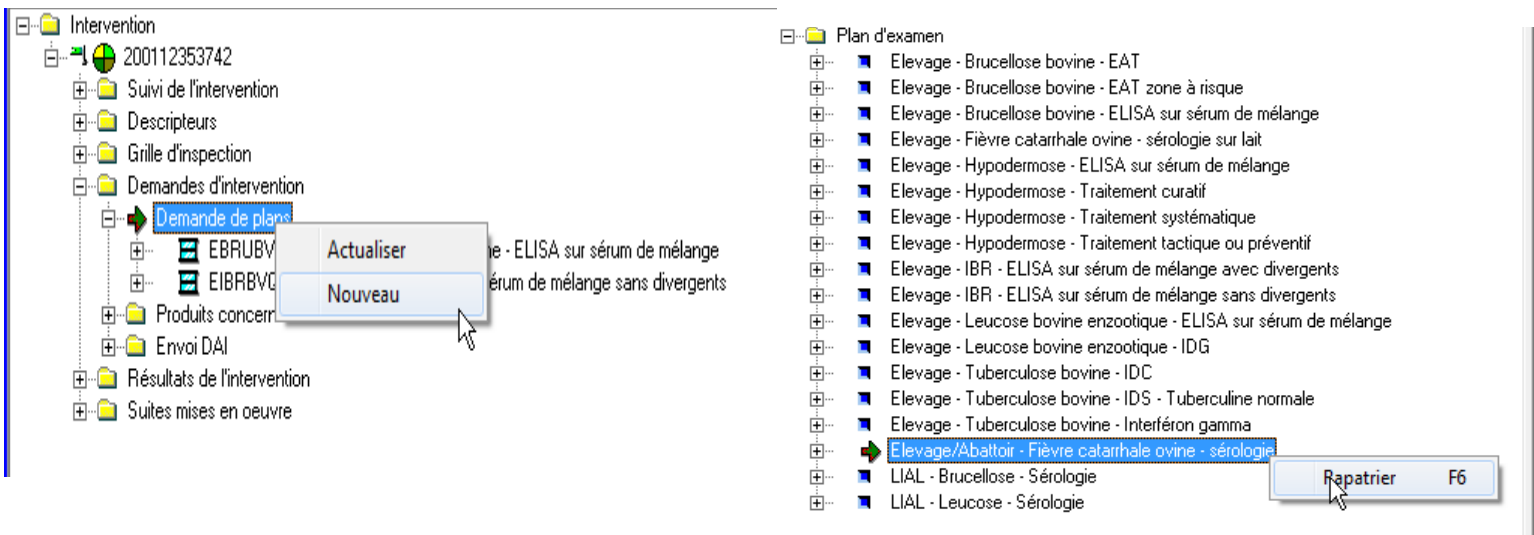 Intervention
200112353742
Suivi de l'intervention
Descripteurs
Grille d'inspection
Demandes d'intervention
Demande de plans
EBRUBV
ne - ELISA sur sérum de mélange
EIBRBVC
érum de mélange sans divergents
Actualiser
Nouveau
Produits concern
Envoi DAI
Résultats de l'intervention
Suites mises en oeuvre
Plan d'examen
Elevage - Brucellose bovine - EAT
Elevage - Brucellose bovine - EAT zone à risque
Elevage - Brucellose bovine - ELISA sur sérum de mélange
Elevage - Fièvre catarrhale ovine - sérologie sur lait
Elevage - Hypodermose - ELISA sur sérum de mélange
Elevage - Hypodermose - Traitement curatif
Elevage - Hypodermose - Traitement systématique
Elevage - Hypodermose - Traitement tactique ou préventif
Elevage - IBR - ELISA sur sérum de mélange avec divergents
Elevage - IBR - ELISA sur sérum de mélange sans divergents
Elevage - Leucose bovine enzootique - ELISA sur sérum de mélange
Elevage - Leucose bovine enzootique - IDG
Elevage - Tuberculose bovine - IDC
Elevage - Tuberculose bovine - IDS - Tuberculine normale
Elevage - Tuberculose bovine - Interféron gamma
Elevage/Abattoir - Fièvre catarrhale ovine - sérologie
LIAL - Brucellose - Sérologie
LIAL - Leucose - Sérologie
Rapatrier F6